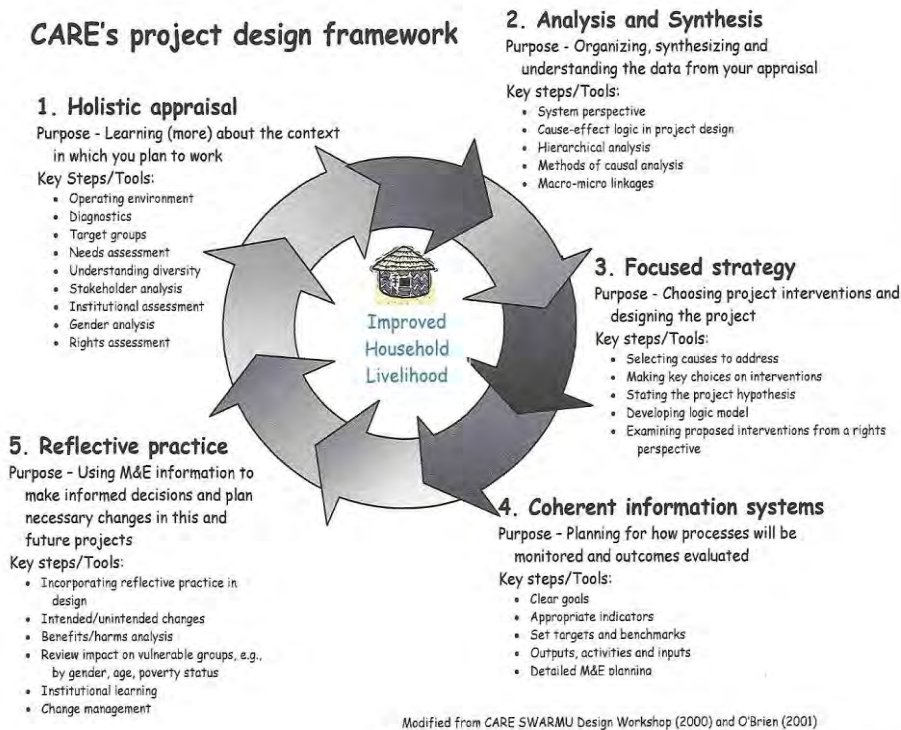 CARE's project design framework
1. Holistic appraisal
Purpose - Learning (more) about the context
in which you plan to work
Key Steps/Tools:
• Operating environment
• Diagnostics
• Target groups
• Needs assessment
• Understanding diversity
• Stakeholder analysis
• Institutional assessment
• Gender analysis
• Rights assessment
2. Analysis and Synthesis
Purpose - Organizing, synthesizing and
understanding the data from your appraisal
Key steps/Tools:
• System perspective
• Cause-effect logic in project design
• Hierarchical analysis
• Methods of causal analysis
• Macro-micro linkages
Improved
Household
Livelihood
3. Focused strategy
Purpose - Choosing project interventions and
designing the project
Key steps/Tools:
• Selecting causes to address
• Making key choices on interventions
• Stating the project hypothesis
• Developing logic model
• Examining proposed interventions from a rights
perspective
4. Coherent information systems
Purpose - Planning for how processes will be
monitored and outcomes evaluated
Key steps/Tools:
• Clear goals
• Appropriate indicators
• Set targets and benchmarks
• Outputs, activities and inputs
• Detailed M&E planning
5. Reflective practice
Purpose - Using M&E information to
make informed decisions and plan
necessary changes in this and
future projects
Key steps/Tools:
• Incorporating reflective practice in
design
• Intended/unintended changes
• Benefits/harms analysis
• Review impact on vulnerable groups, e.g.,
by gender, age, poverty status
• Institutional learning
• Change management
Modified from CARE SWARMU Design Workshop (2000) and O'Brien (2001)